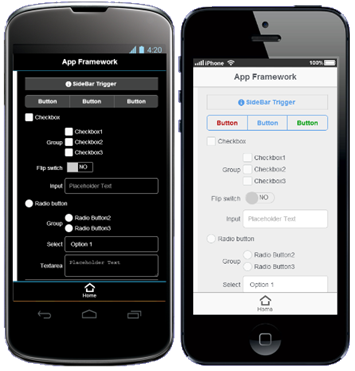 4:20
App Framework
SideBar Trigger
Button Button Button
Checkbox
Checkbox1
Group Checkbox2
Checkbox3
Flip switch NO
Input Placeholder Text
Radio button
Group Radio Button2
Radio Button3
Select Option 1
Textarea Placeholder Text
Home
iPhone 100%
App Framework
SideBar Trigger
Button Button Button
Checkbox
Checkbox1
Group Checkbox2
Checkbox3
Flip switch NO
Input Placeholder Text
Radio button
Group Radio Button2
Radio Button3
Select Option 1
Home